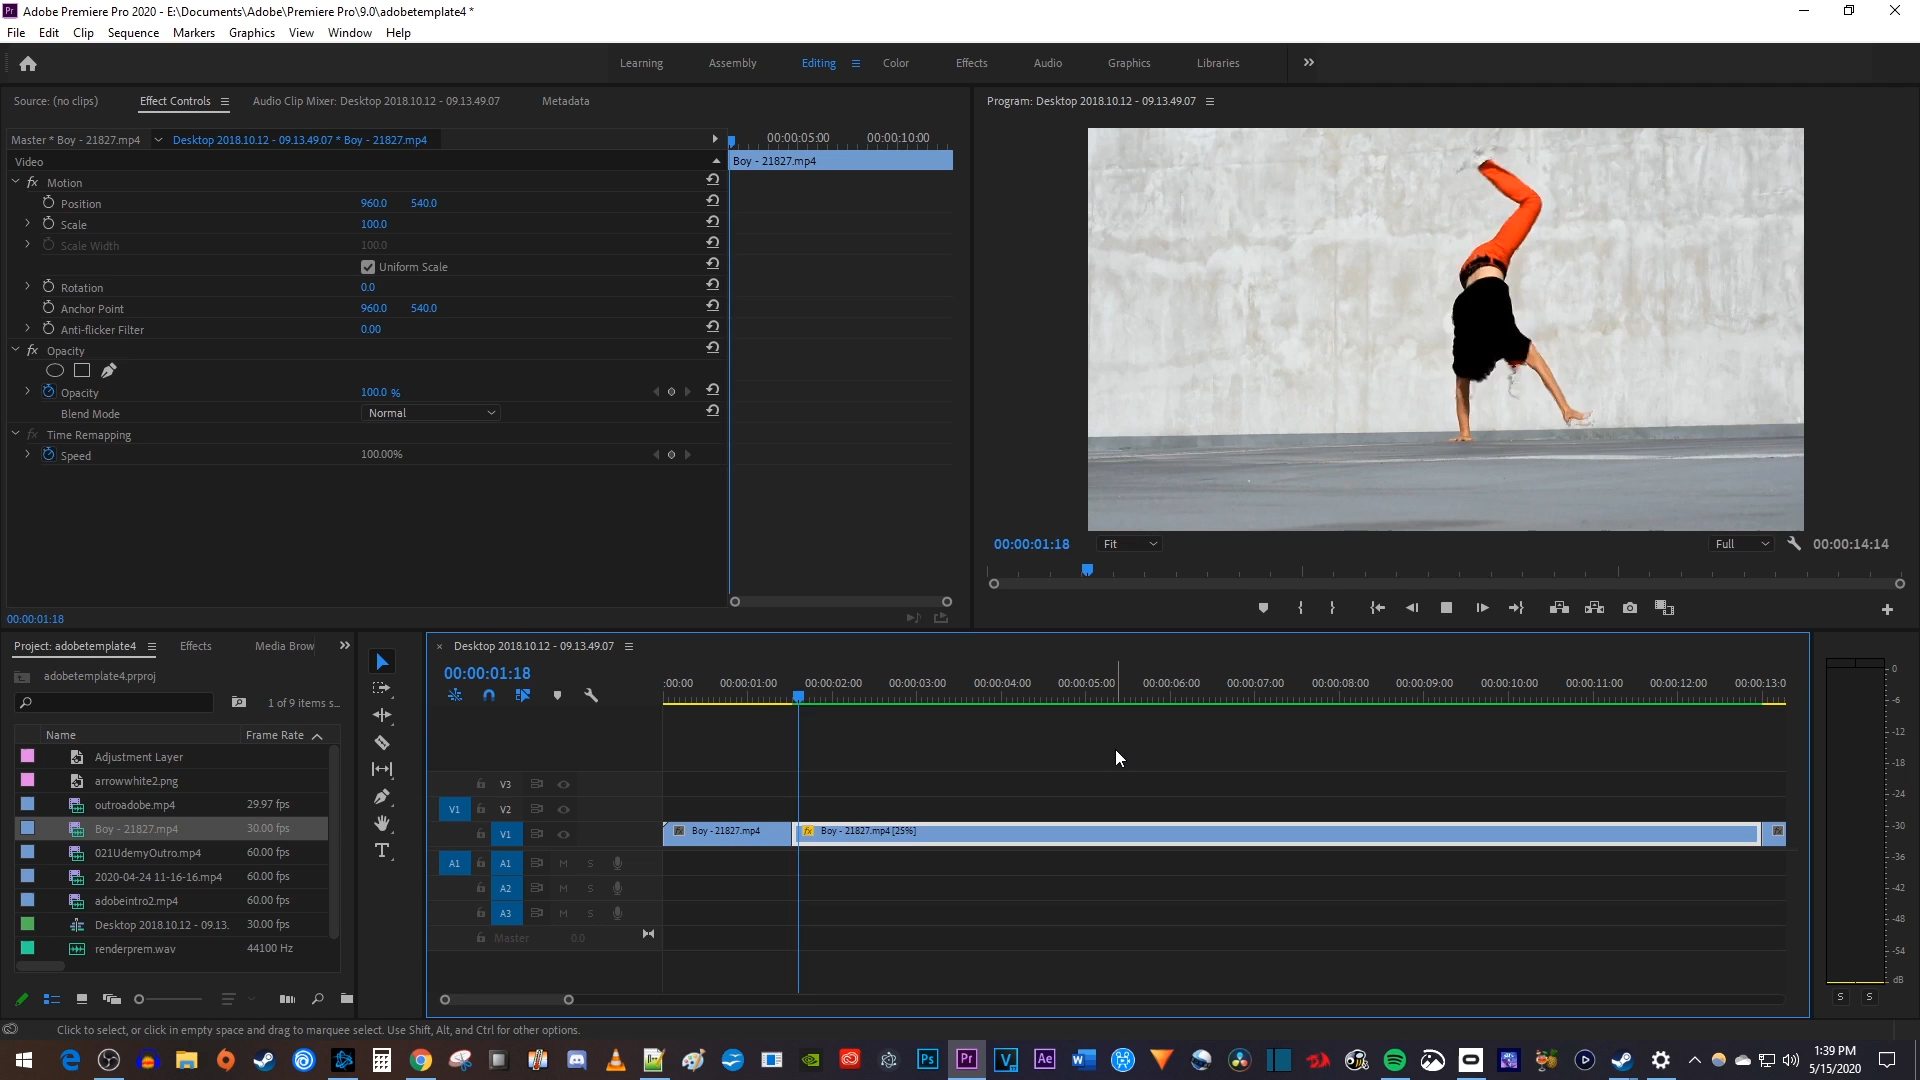 Pr Adobe Premiere Pro 2020 - E:\Documents\Adobe\Premiere Pro\9.0\adobetemplate4 *
File Edit Clip Sequence Markers Graphics View Window Help
Learning Assembly Editing Color Effects Audio Graphics Libraries
Source: (no clips) Effect Controls Audio Clip Mixer: Desktop 2018.10.12 - 09.13.49.07 Metadata
Program: Desktop 2018.10.12 - 09.13.49.07
Master * Boy - 21827.mp4 Desktop 2018.10.12 - 09.13.49.07 * Boy - 21827.mp4
00:00:05:00 00:00:10:00
Video
Boy - 21827.mp4
fx Motion
Position 960.0 540.0
Scale 100.0
Scale Width 100.0
Uniform Scale
Rotation 0.0
Anchor Point 960.0 540.0
Anti-flicker Filter 0.00
fx Opacity
Opacity 100.0 %
Blend Mode Normal
fx Time Remapping
Speed 100.00%
00:00:01:18
00:00:01:18 Fit Full 00:00:14:14
Project: adobetemplate4 Effects Media Brow
adobetemplate4.prproj
1 of 9 items s...
Name Frame Rate
Adjustment Layer
arrowwhite2.png
outroadobe.mp4 29.97 fps
Boy - 21827.mp4 30.00 fps
021UdemyOutro.mp4 60.00 fps
2020-04-24 11-16-16.mp4 60.00 fps
adobeintro2.mp4 60.00 fps
Desktop 2018.10.12 - 09.13. 30.00 fps
renderprem.wav 44100 Hz
× Desktop 2018.10.12 - 09.13.49.07
00:00:01:18
:00:00 00:00:01:00 00:00:02:00 00:00:03:00 00:00:04:00 00:00:05:00 00:00:06:00 00:00:07:00 00:00:08:00 00:00:09:00 00:00:10:00 00:00:11:00 00:00:12:00 00:00:13:0
V3
V1 V2
V1
fx Boy - 21827.mp4 fx Boy - 21827.mp4 [25%] fx
A1 A1 M S
A2 M S
A3 M S
Master 0.0
0
-6
-12
-18
-24
-30
-36
-42
-48
-54
dB
S S
Click to select, or click in empty space and drag to marquee select. Use Shift, Alt, and Ctrl for other options.
Ps Pr V Ae W
1:39 PM
5/15/2020